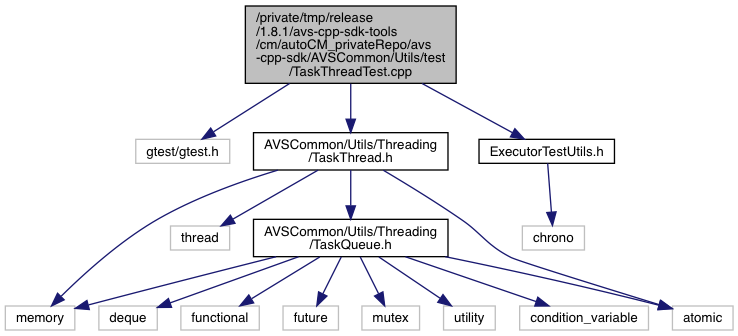 /private/tmp/release
/1.8.1/avs-cpp-sdk-tools
/cm/autoCM_privateRepo/avs
-cpp-sdk/AVSCommon/Utils/test
/TaskThreadTest.cpp
gtest/gtest.h
AVSCommon/Utils/Threading
/TaskThread.h
ExecutorTestUtils.h
thread
AVSCommon/Utils/Threading
/TaskQueue.h
chrono
memory
deque
functional
future
mutex
utility
condition_variable
atomic